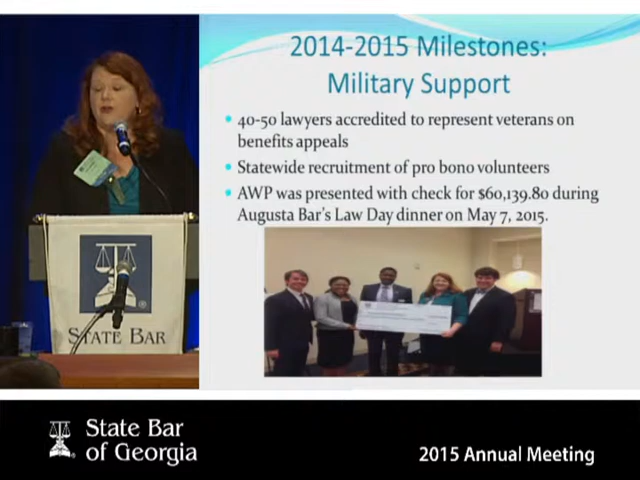 2014-2015 Milestones:
Military Support
• 40-50 lawyers accredited to represent veterans on
benefits appeals
• Statewide recruitment of pro bono volunteers
• AWP was presented with check for $60,139.80 during
Augusta Bar's Law Day dinner on May 7, 2015.
STATE BAR
State Bar
of Georgia
2015 Annual Meeting